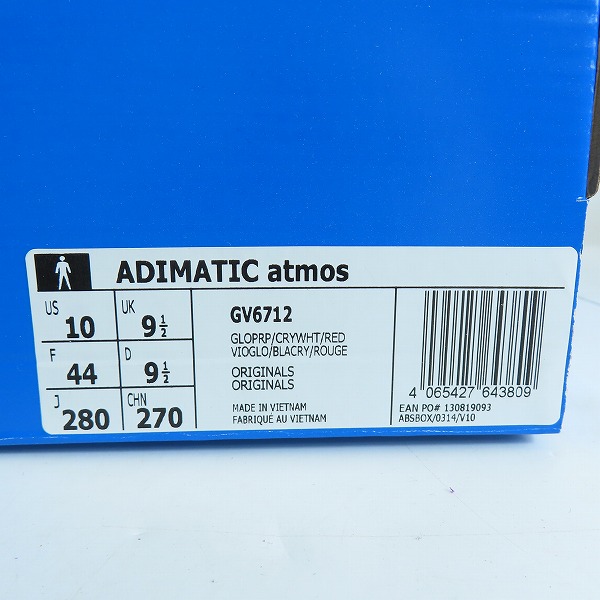 ADIMATIC atmos
US 10 UK 9 1/2
F 44 D 9 1/2
J 280 CHN 270
GV6712
GLOPRP/CRYWHT/RED
VIOGLO/BLACRY/ROUGE
ORIGINALS
ORIGINALS
MADE IN VIETNAM
FABRIQUÉ AU VIETNAM
4 065427 643809
EAN PO# 130819093
ABSBOX/0314/V10